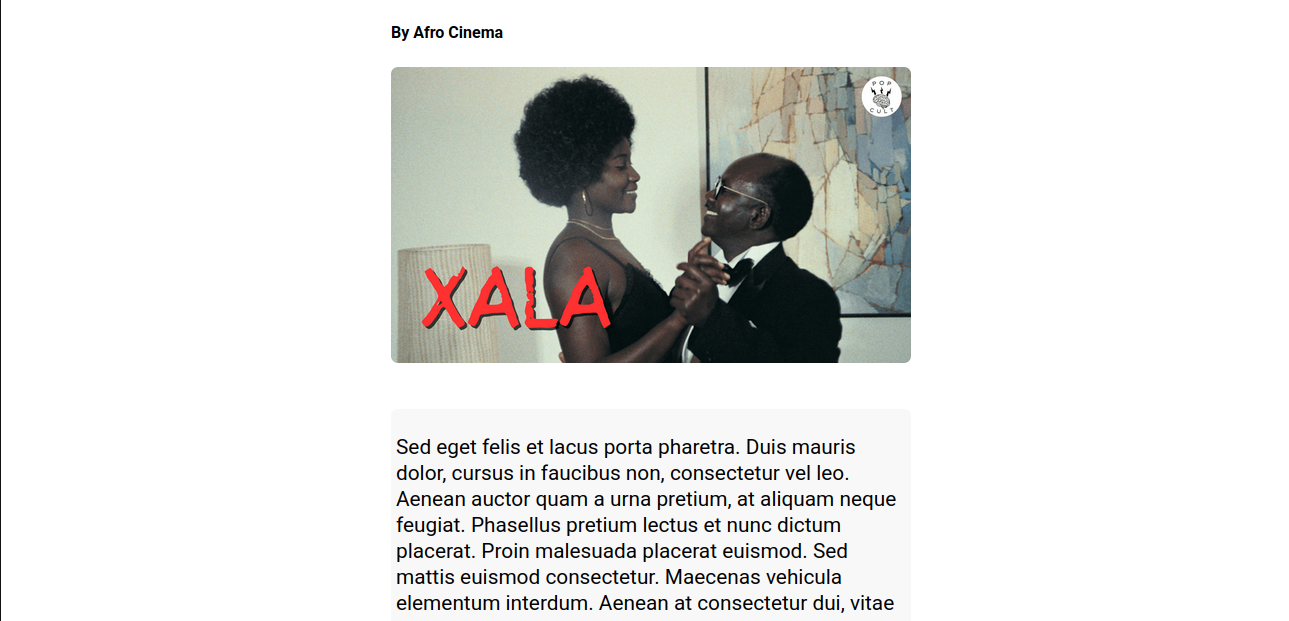 By Afro Cinema
POP
CULT
XALA
Sed eget felis et lacus porta pharetra. Duis mauris
dolor, cursus in faucibus non, consectetur vel leo.
Aenean auctor quam a urna pretium, at aliquam neque
feugiat. Phasellus pretium lectus et nunc dictum
placerat. Proin malesuada placerat euismod. Sed
mattis euismod consectetur. Maecenas vehicula
elementum interdum. Aenean at consectetur dui, vitae